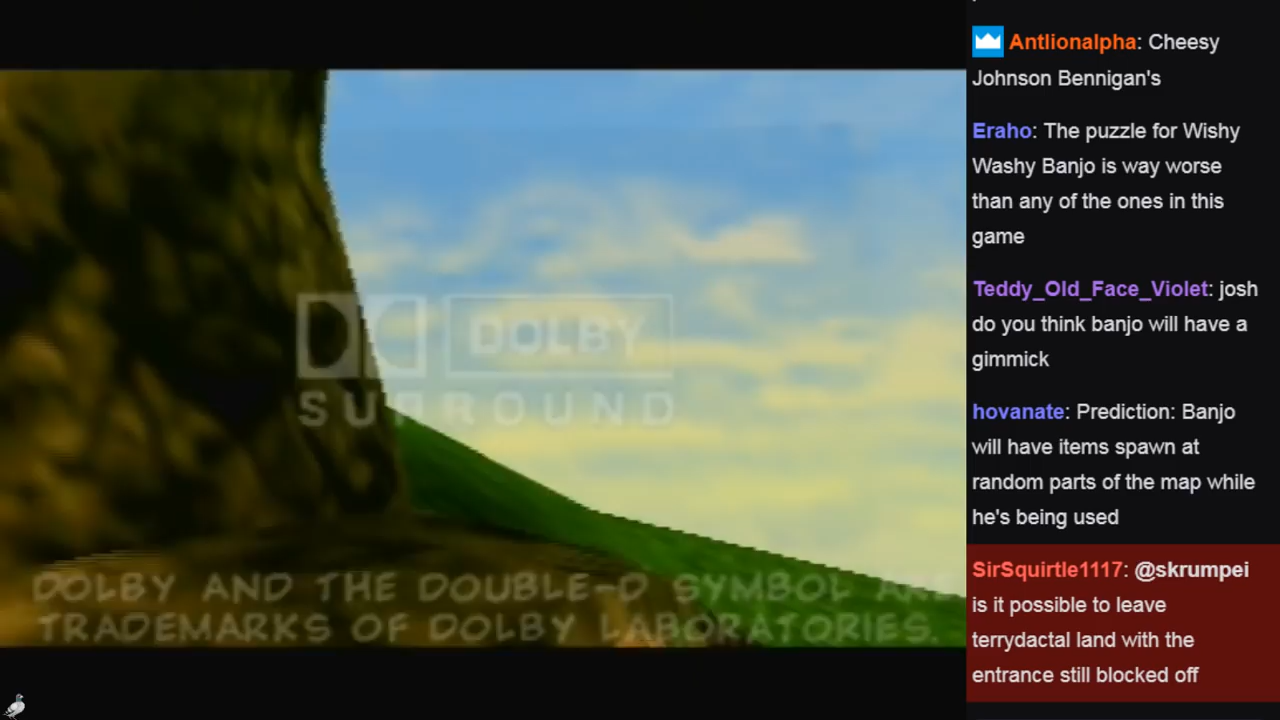 DOLBY
SURROUND
DOLBY AND THE DOUBLE-D SYMBOL ARE
TRADEMARKS OF DOLBY LABORATORIES.
Antlionalpha: Cheesy
Johnson Bennigan's
Eraho: The puzzle for Wishy
Washy Banjo is way worse
than any of the ones in this
game
Teddy_Old_Face_Violet: josh
do you think banjo will have a
gimmick
hovanate: Prediction: Banjo
will have items spawn at
random parts of the map while
he's being used
SirSquirtle1117: @skrumpei
is it possible to leave
terrydactal land with the
entrance still blocked off